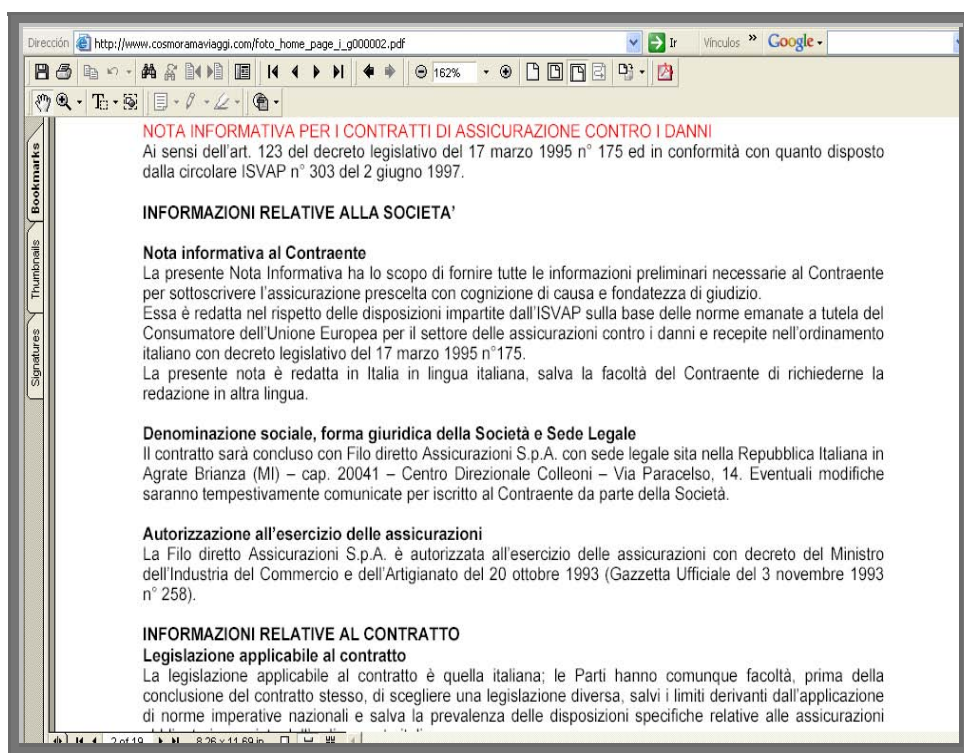 Dirección http://www.cosmoramaviaggi.com/foto_home_page_i_g000002.pdf Ir Vínculos » Google
162%
Bookmarks
Thumbnails
Signatures
NOTA INFORMATIVA PER I CONTRATTI DI ASSICURAZIONE CONTRO I DANNI
Ai sensi dell'art. 123 del decreto legislativo del 17 marzo 1995 n° 175 ed in conformità con quanto disposto
dalla circolare ISVAP n° 303 del 2 giugno 1997.
INFORMAZIONI RELATIVE ALLA SOCIETA'
Nota informativa al Contraente
La presente Nota Informativa ha lo scopo di fornire tutte le informazioni preliminari necessarie al Contraente
per sottoscrivere l'assicurazione prescelta con cognizione di causa e fondatezza di giudizio.
Essa è redatta nel rispetto delle disposizioni impartite dall'ISVAP sulla base delle norme emanate a tutela del
Consumatore dell'Unione Europea per il settore delle assicurazioni contro i danni e recepite nell'ordinamento
italiano con decreto legislativo del 17 marzo 1995 n°175.
La presente nota è redatta in Italia in lingua italiana, salva la facoltà del Contraente di richiederne la
redazione in altra lingua.
Denominazione sociale, forma giuridica della Società e Sede Legale
Il contratto sarà concluso con Filo diretto Assicurazioni S.p.A. con sede legale sita nella Repubblica Italiana in
Agrate Brianza (MI) – cap. 20041 – Centro Direzionale Colleoni – Via Paracelso, 14. Eventuali modifiche
saranno tempestivamente comunicate per iscritto al Contraente da parte della Società.
Autorizzazione all'esercizio delle assicurazioni
La Filo diretto Assicurazioni S.p.A. è autorizzata all'esercizio delle assicurazioni con decreto del Ministro
dell'Industria del Commercio e dell'Artigianato del 20 ottobre 1993 (Gazzetta Ufficiale del 3 novembre 1993
n° 258).
INFORMAZIONI RELATIVE AL CONTRATTO
Legislazione applicabile al contratto
La legislazione applicabile al contratto è quella italiana; le Parti hanno comunque facoltà, prima della
conclusione del contratto stesso, di scegliere una legislazione diversa, salvi i limiti derivanti dall'applicazione
di norme imperative nazionali e salva la prevalenza delle disposizioni specifiche relative alle assicurazioni
2 of 19 8,26 x 11,69 in